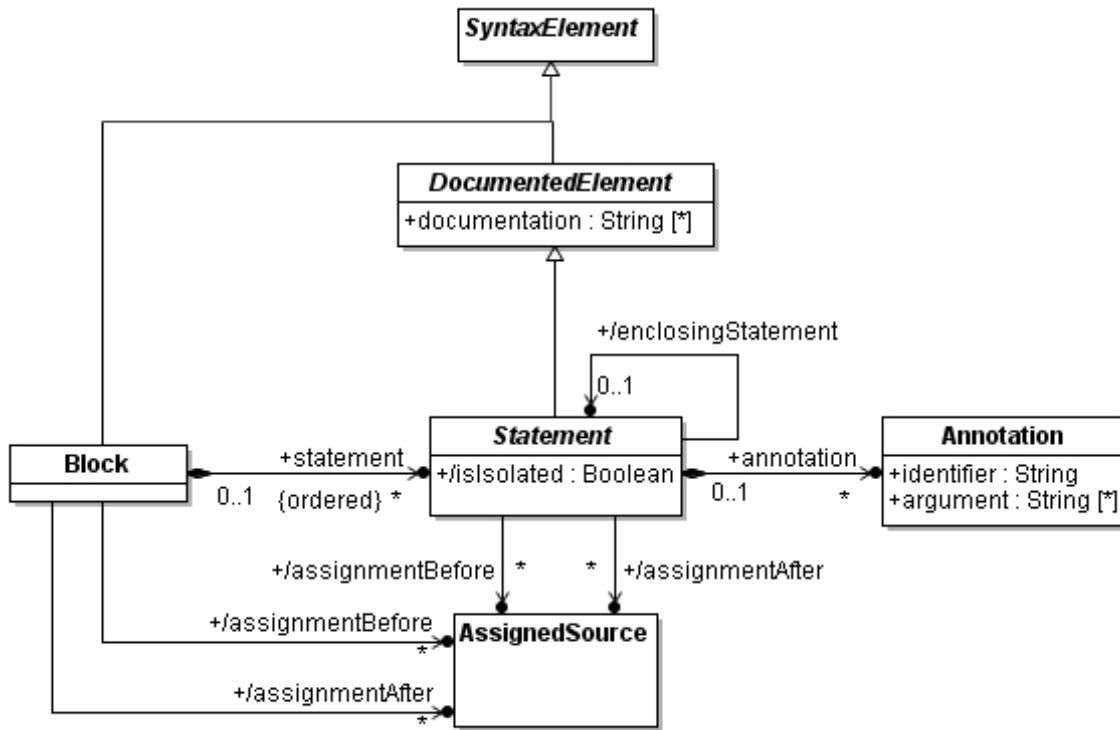 SyntaxElement
DocumentedElement
+documentation : String [*]
+/enclosingStatement
0..1
Statement
+/isIsolated : Boolean
Annotation
+identifier : String
+argument : String [*]
Block
+statement
0..1
{ordered} *
+annotation
0..1
*
+/assignmentBefore
*
*
+/assignmentAfter
AssignedSource
+/assignmentBefore
*
+/assignmentAfter
*